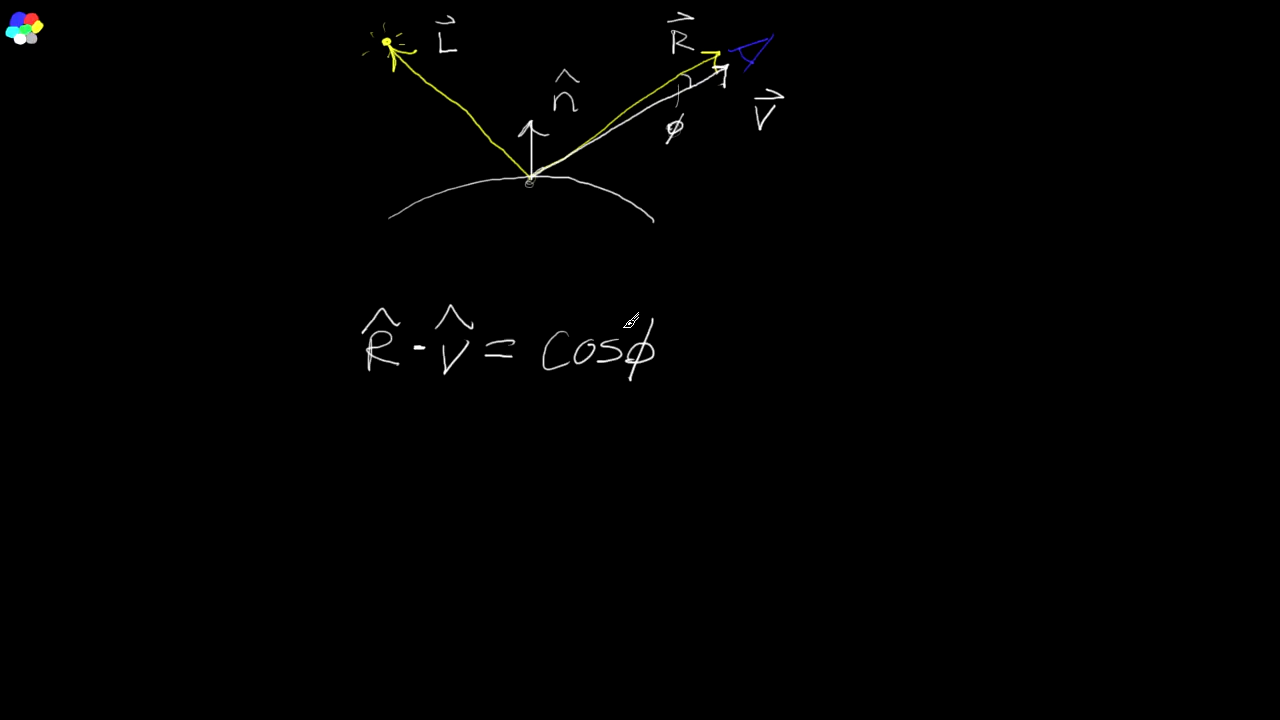 L⃗
R⃗
n̂
V⃗
ϕ
R̂ · V̂ = cosϕ